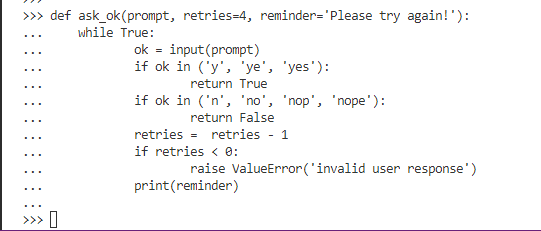 >>> def ask_ok(prompt, retries=4, reminder='Please try again!'):
...     while True:
...             ok = input(prompt)
...             if ok in ('y', 'ye', 'yes'):
...                     return True
...             if ok in ('n', 'no', 'nop', 'nope'):
...                     return False
...             retries =  retries - 1
...             if retries < 0:
...                     raise ValueError('invalid user response')
...             print(reminder)
...
>>>